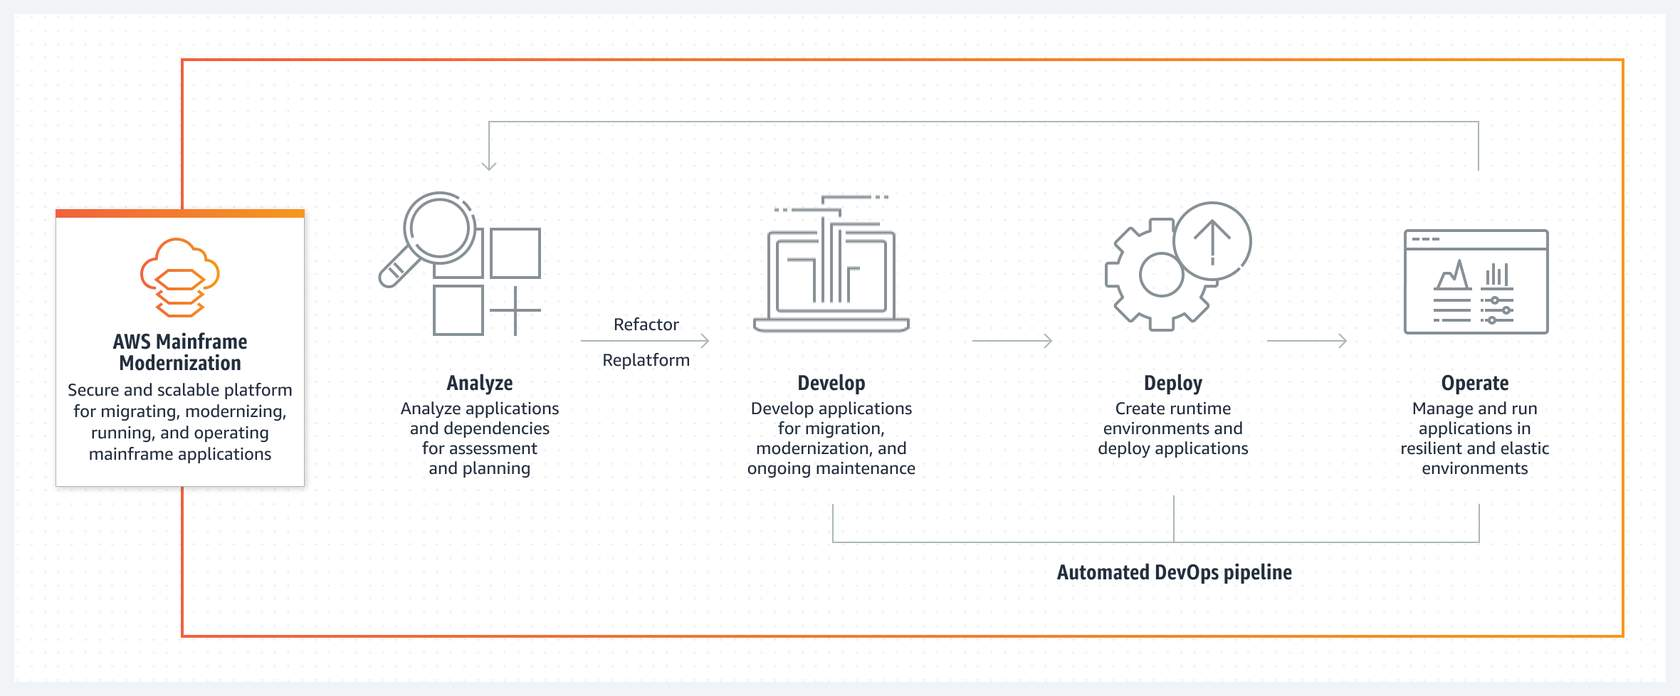 AWS Mainframe
Modernization
Secure and scalable platform
for migrating, modernizing,
running, and operating
mainframe applications
Analyze
Analyze applications
and dependencies
for assessment
and planning
Refactor
Replatform
Develop
Develop applications
for migration,
modernization, and
ongoing maintenance
Deploy
Create runtime
environments and
deploy applications
Operate
Manage and run
applications in
resilient and elastic
environments
Automated DevOps pipeline